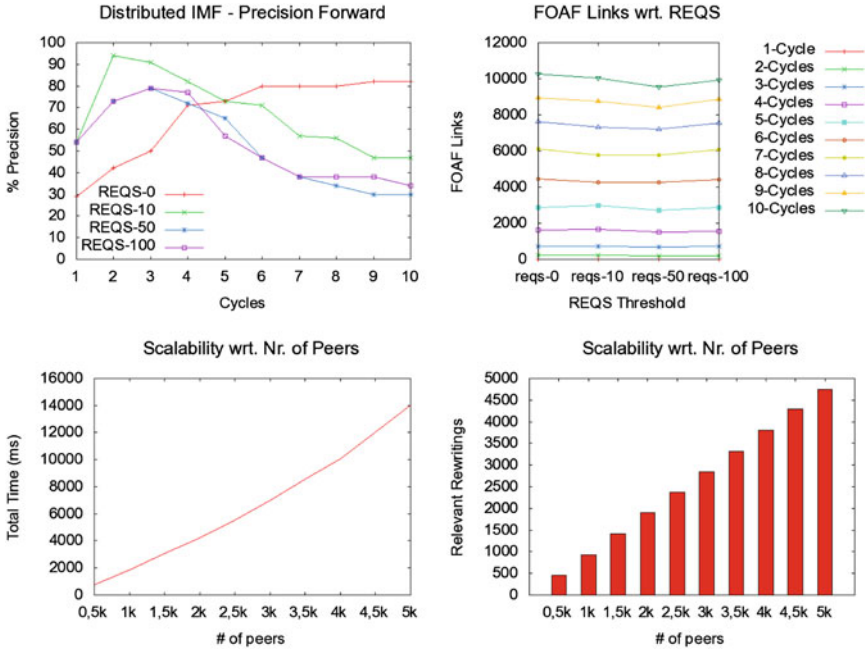 Distributed IMF - Precision Forward
100
90
80
70
60
50
40
30
20
10
0
% Precision
REQS-0
REQS-10
REQS-50
REQS-100
1 2 3 4 5 6 7 8 9 10
Cycles
FOAF Links wrt. REQS
12000
10000
8000
6000
4000
2000
0
FOAF Links
reqs-0 reqs-10 reqs-50 reqs-100
REQS Threshold
1-Cycle
2-Cycles
3-Cycles
4-Cycles
5-Cycles
6-Cycles
7-Cycles
8-Cycles
9-Cycles
10-Cycles
Scalability wrt. Nr. of Peers
16000
14000
12000
10000
8000
6000
4000
2000
0
Total Time (ms)
0,5k 1k 1,5k 2k 2,5k 3k 3,5k 4k 4,5k 5k
# of peers
Scalability wrt. Nr. of Peers
5000
4500
4000
3500
3000
2500
2000
1500
1000
500
0
Relevant Rewritings
0,5k 1k 1,5k 2k 2,5k 3k 3,5k 4k 4,5k 5k
# of peers